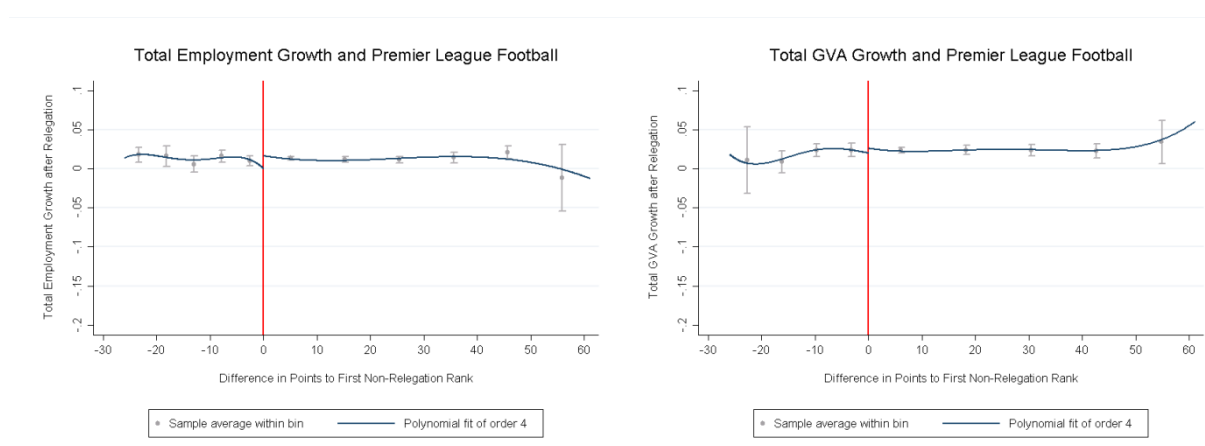 Total Employment Growth and Premier League Football
Total Employment Growth after Relegation
.1
.05
0
-.05
-.1
-.15
-.2
-30 -20 -10 0 10 20 30 40 50 60
Difference in Points to First Non-Relegation Rank
Sample average within bin Polynomial fit of order 4
Total GVA Growth and Premier League Football
Total GVA Growth after Relegation
.1
.05
0
-.05
-.1
-.15
-.2
-30 -20 -10 0 10 20 30 40 50 60
Difference in Points to First Non-Relegation Rank
Sample average within bin Polynomial fit of order 4